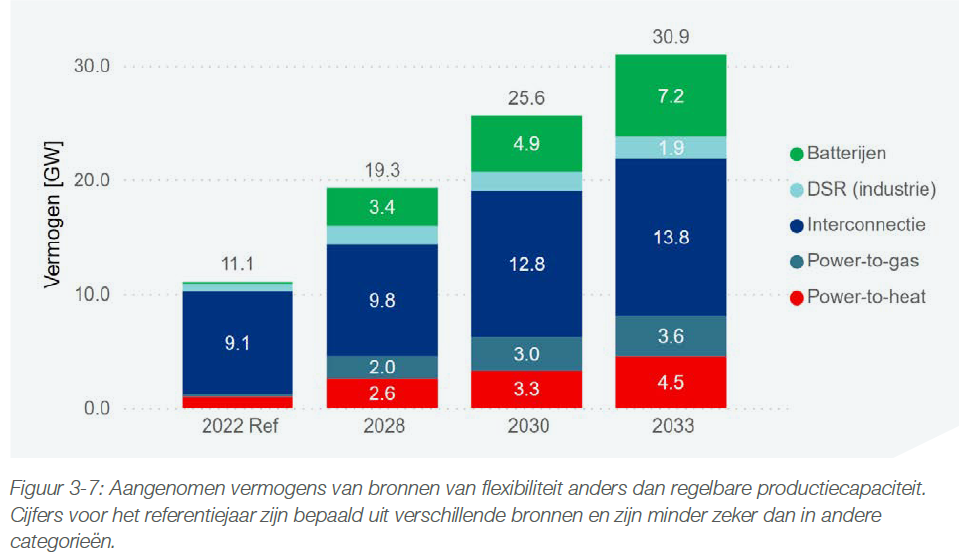 30.9
30.0
7.2
25.6
Batterijen
4.9
1.9
DSR (industrie)
Vermogen [GW]
20.0
19.3
3.4
Interconnectie
13.8
12.8
Power-to-gas
11.1
9.8
Power-to-heat
10.0
9.1
3.6
3.0
2.0
4.5
3.3
2.6
0.0
2022 Ref
2028
2030
2033
Figuur 3-7: Aangenomen vermogens van bronnen van flexibiliteit anders dan regelbare productiecapaciteit.
Cijfers voor het referentiejaar zijn bepaald uit verschillende bronnen en zijn minder zeker dan in andere
categorieën.